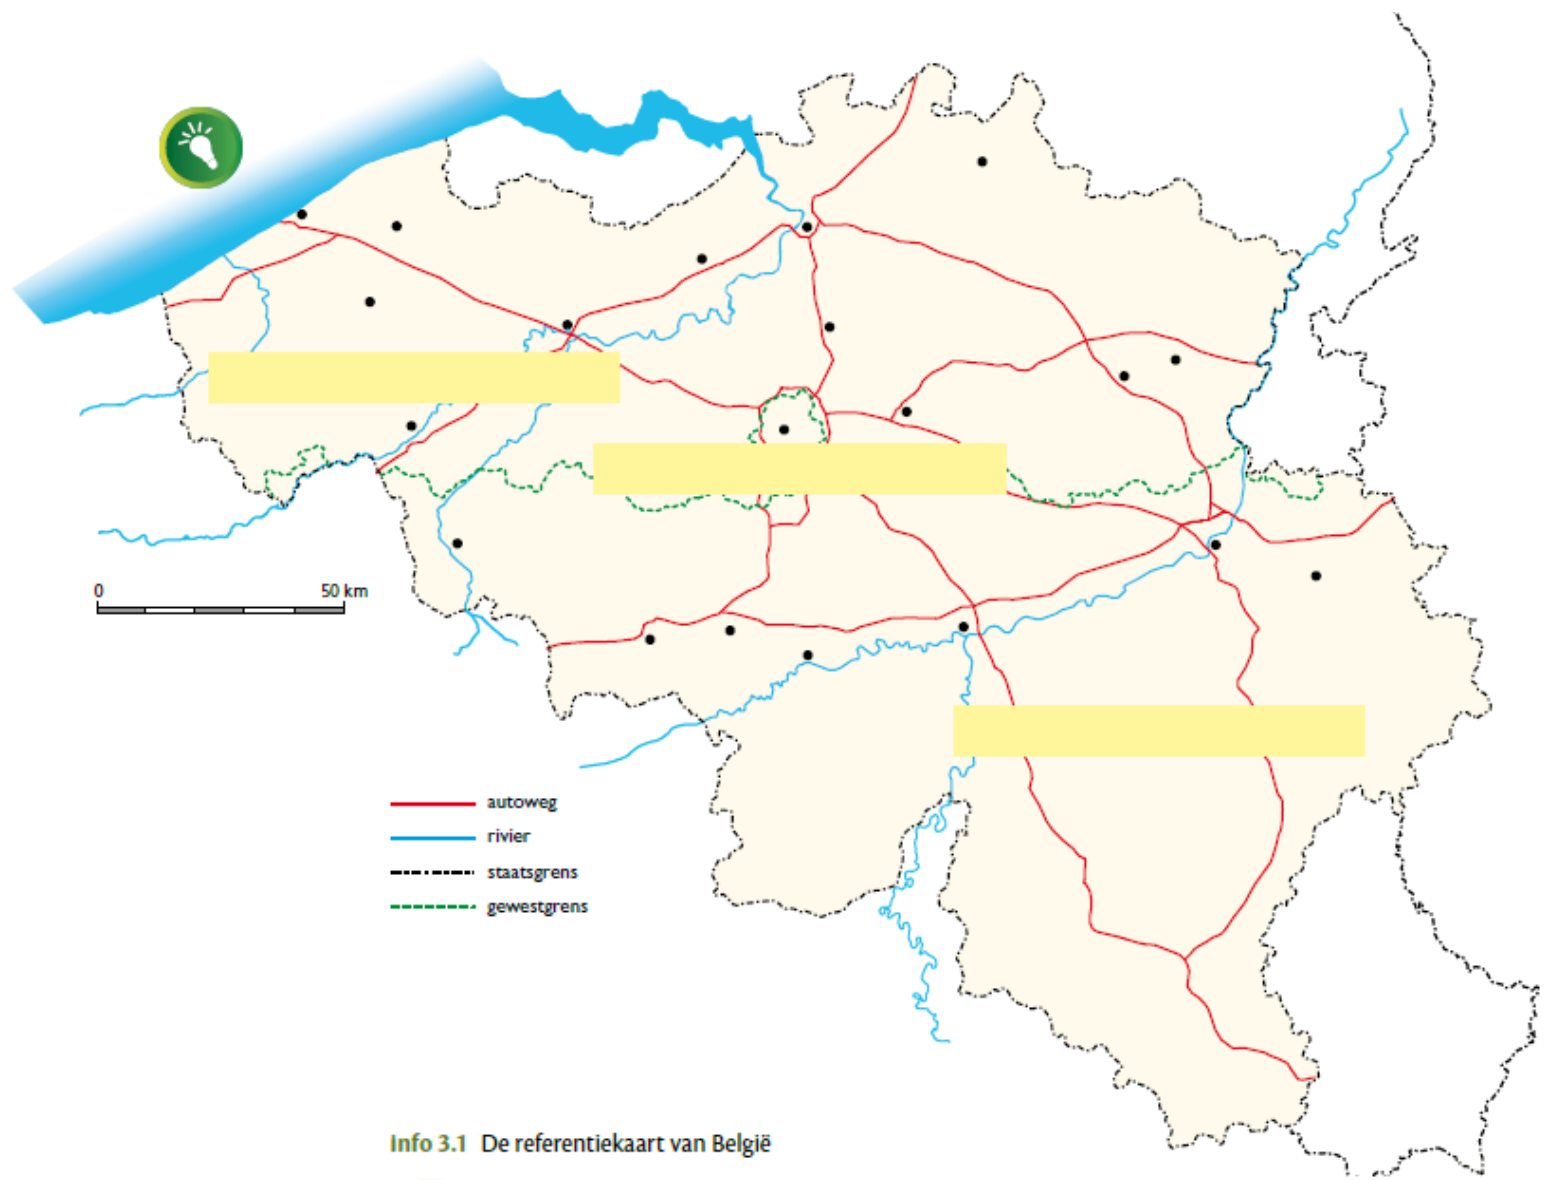 0 50 km
autoweg
rivier
staatsgrens
gewestgrens
Info 3.1 De referentiekaart van België